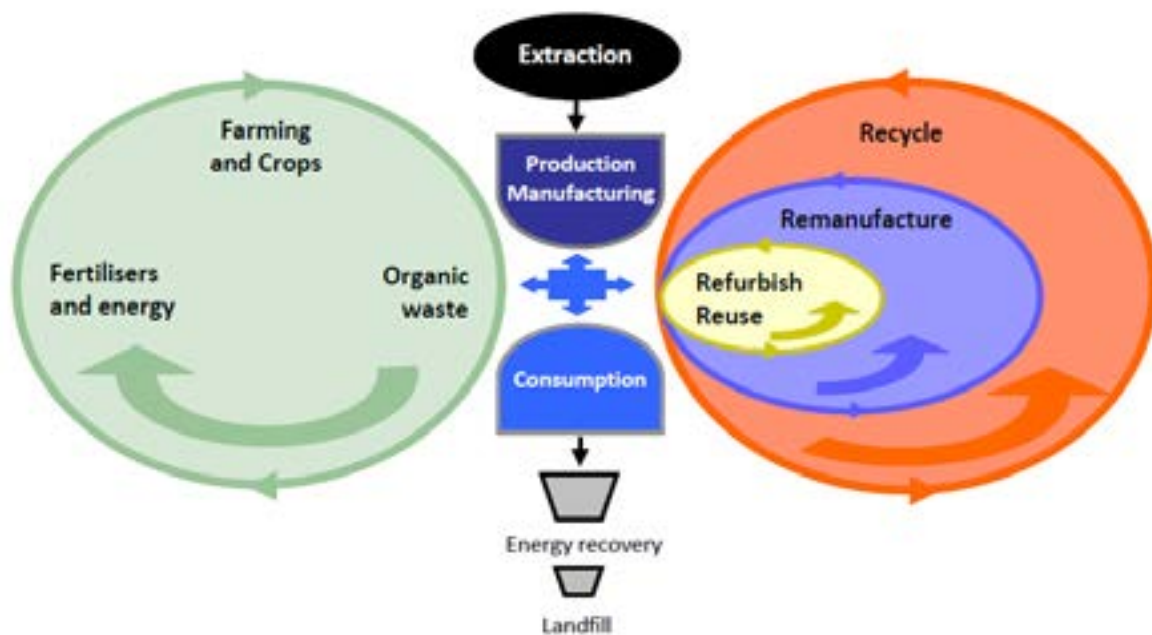 Extraction
Farming
and Crops
Production
Manufacturing
Recycle
Remanufacture
Fertilisers
and energy
Organic
waste
Refurbish
Reuse
Consumption
Energy recovery
Landfill